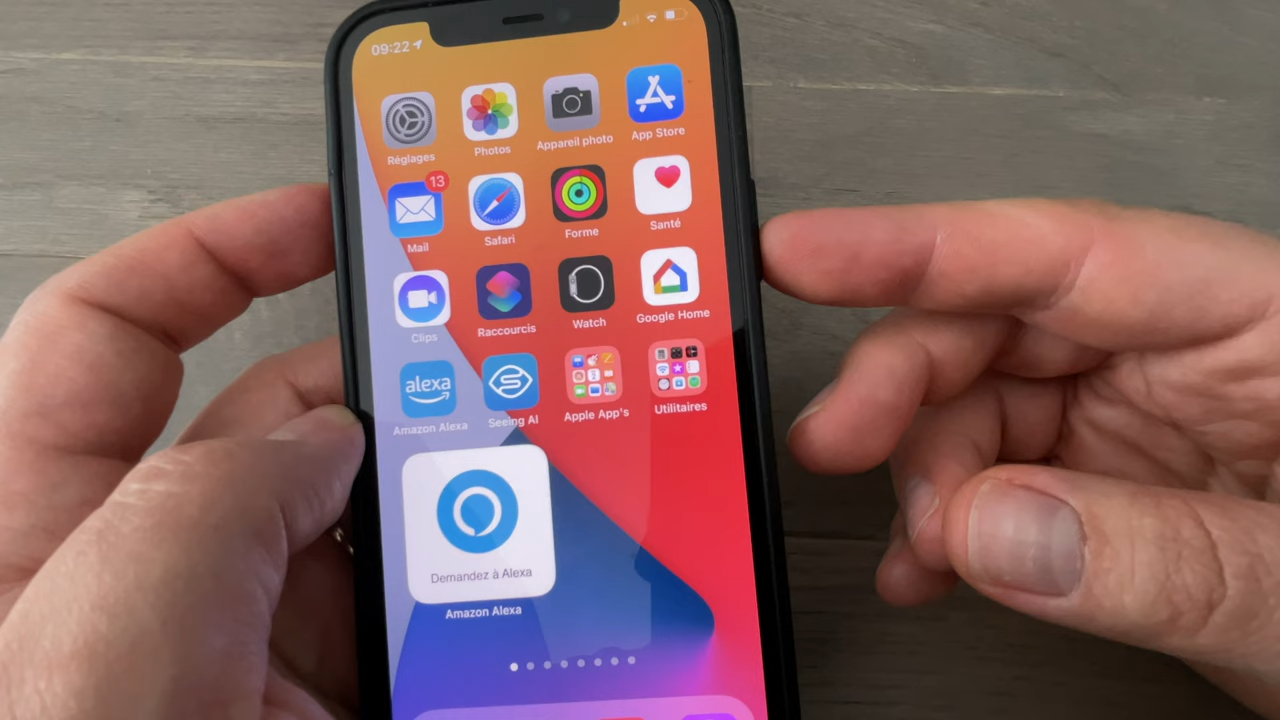 09:22
Réglages
Photos
Appareil photo
App Store
13
Mail
Safari
Forme
Santé
Clips
Raccourcis
Watch
Google Home
alexa
Amazon Alexa
Seeing AI
Apple App's
Utilitaires
Demandez à Alexa
Amazon Alexa